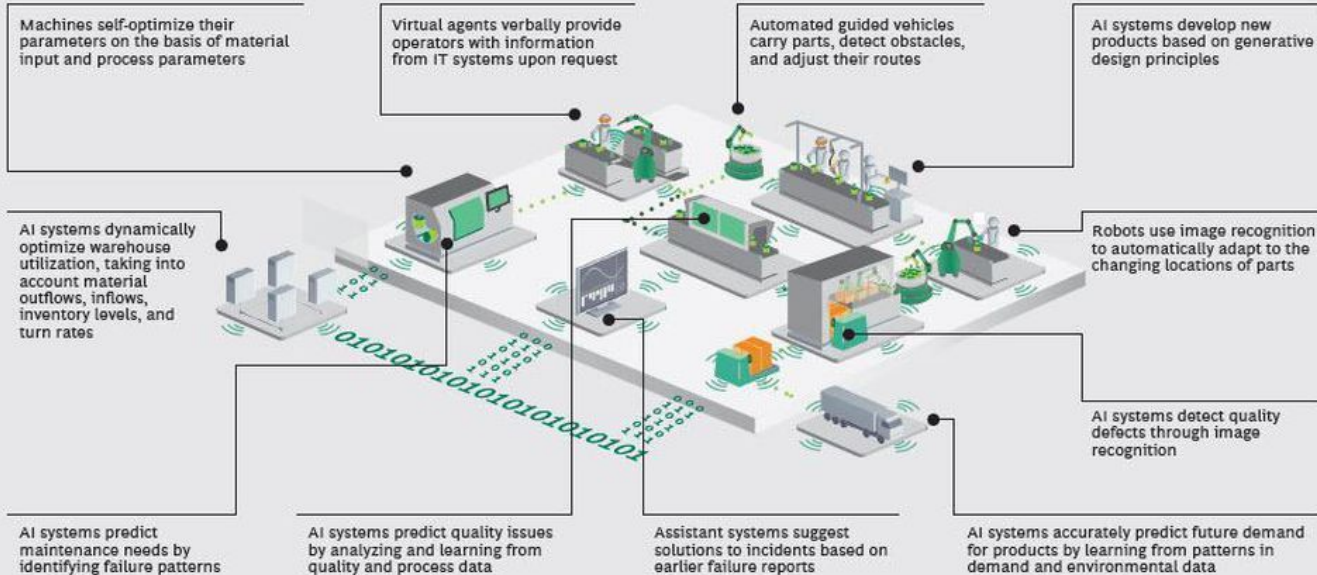 Machines self-optimize their
parameters on the basis of material
input and process parameters
Virtual agents verbally provide
operators with information
from IT systems upon request
Automated guided vehicles
carry parts, detect obstacles,
and adjust their routes
AI systems develop new
products based on generative
design principles
AI systems dynamically
optimize warehouse
utilization, taking into
account material
outflows, inflows,
inventory levels, and
turn rates
Robots use image recognition
to automatically adapt to the
changing locations of parts
AI systems detect quality
defects through image
recognition
AI systems predict
maintenance needs by
identifying failure patterns
AI systems predict quality issues
by analyzing and learning from
quality and process data
Assistant systems suggest
solutions to incidents based on
earlier failure reports
AI systems accurately predict future demand
for products by learning from patterns in
demand and environmental data